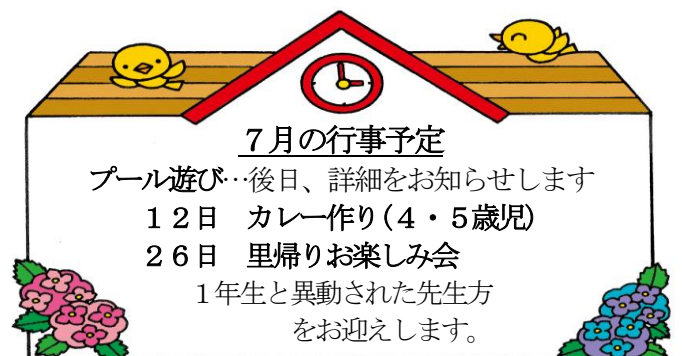 ７月の行事予定
プール遊び…後日、詳細をお知らせします
１２日　カレー作り（４・５歳児）
２６日　里帰りお楽しみ会
１年生と異動された先生方
をお迎えします。